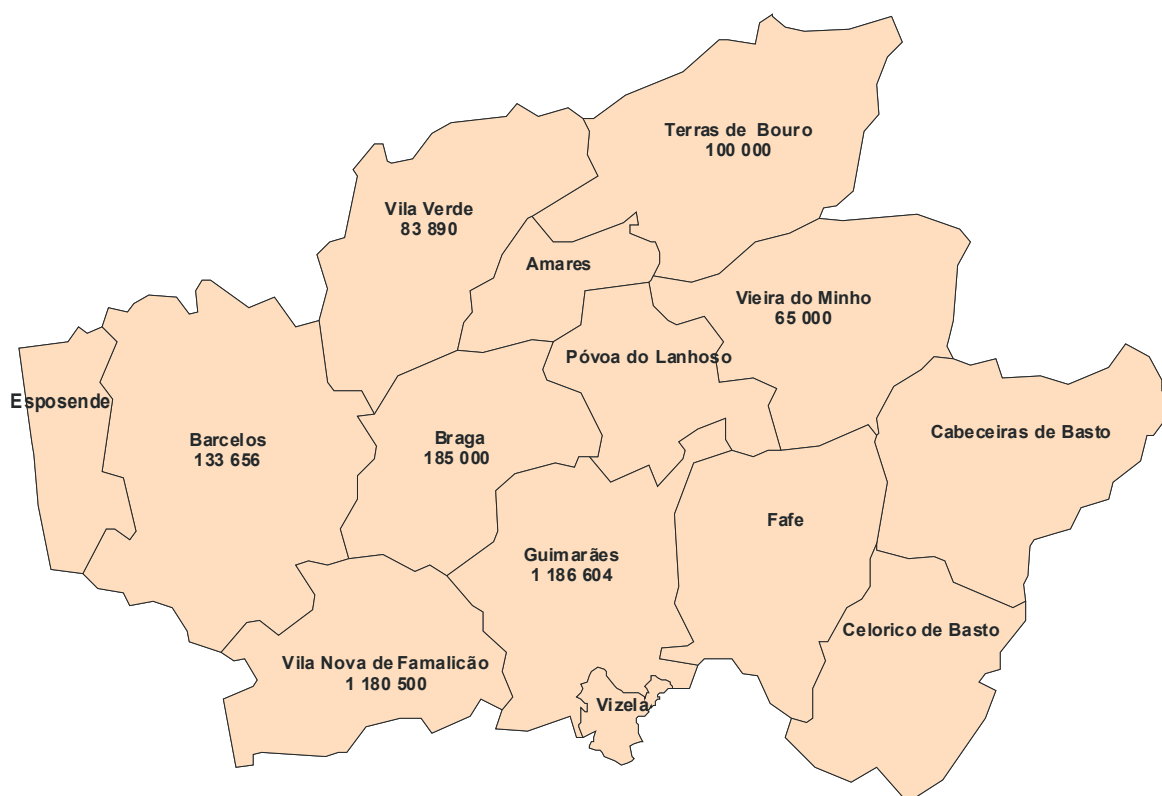 Terras de Bouro
100 000
Vila Verde
83 890
Amares
Vieira do Minho
65 000
Póvoa do Lanhoso
Esposende
Barcelos
133 656
Braga
185 000
Cabeceiras de Basto
Fafe
Guimarães
1 186 604
Celorico de Basto
Vila Nova de Famalicão
1 180 500
Vizela